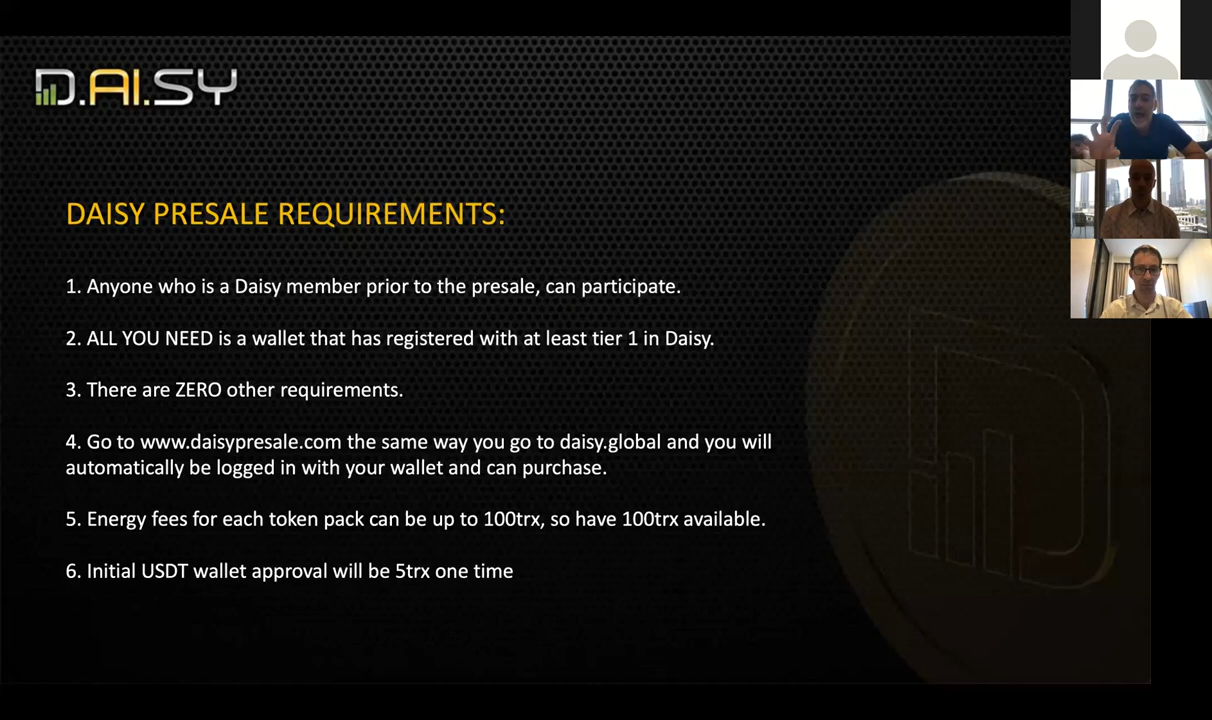 D.AI.SY
DAISY PRESALE REQUIREMENTS:
1. Anyone who is a Daisy member prior to the presale, can participate.
2. ALL YOU NEED is a wallet that has registered with at least tier 1 in Daisy.
3. There are ZERO other requirements.
4. Go to www.daisypresale.com the same way you go to daisy.global and you will
automatically be logged in with your wallet and can purchase.
5. Energy fees for each token pack can be up to 100trx, so have 100trx available.
6. Initial USDT wallet approval will be 5trx one time